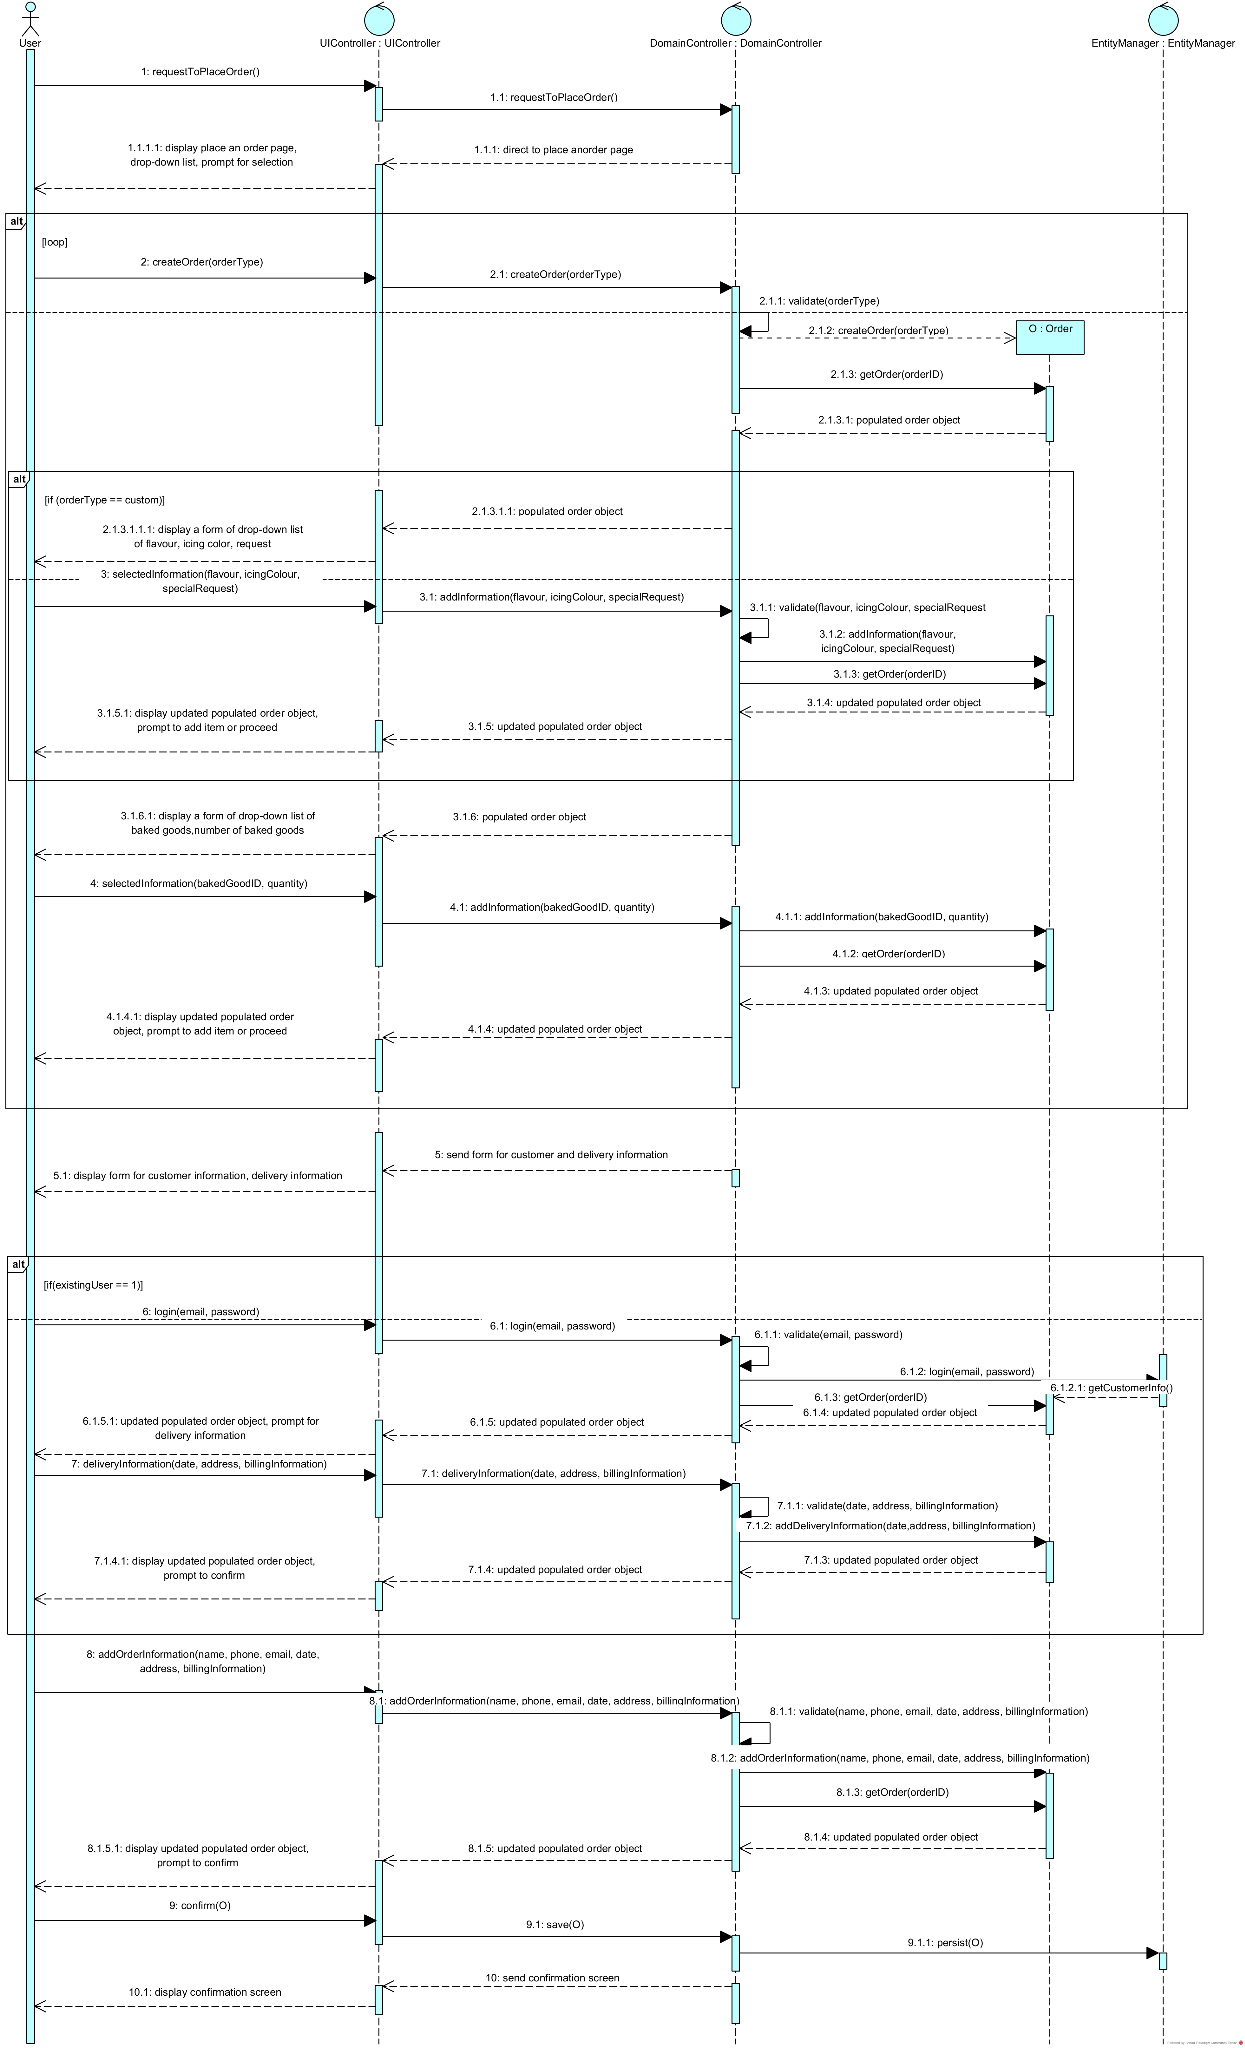 User
UIController : UIController
DomainController : DomainController
EntityManager : EntityManager
1: requestToPlaceOrder()
1.1: requestToPlaceOrder()
1.1.1.1: display place an order page,
drop-down list, prompt for selection
1.1.1: direct to place anorder page
alt
[loop]
2: createOrder(orderType)
2.1: createOrder(orderType)
2.1.1: validate(orderType)
2.1.2: createOrder(orderType)
O : Order
2.1.3: getOrder(orderID)
2.1.3.1: populated order object
alt
[if (orderType == custom)]
2.1.3.1.1: populated order object
2.1.3.1.1.1: display a form of drop-down list
of flavour, icing color, request
3: selectedInformation(flavour, icingColour,
specialRequest)
3.1: addInformation(flavour, icingColour, specialRequest)
3.1.1: validate(flavour, icingColour, specialRequest
3.1.2: addInformation(flavour,
icingColour, specialRequest)
3.1.3: getOrder(orderID)
3.1.4: updated populated order object
3.1.5.1: display updated populated order object,
prompt to add item or proceed
3.1.5: updated populated order object
3.1.6.1: display a form of drop-down list of
baked goods,number of baked goods
3.1.6: populated order object
4: selectedInformation(bakedGoodID, quantity)
4.1: addInformation(bakedGoodID, quantity)
4.1.1: addInformation(bakedGoodID, quantity)
4.1.2: getOrder(orderID)
4.1.3: updated populated order object
4.1.4.1: display updated populated order
object, prompt to add item or proceed
4.1.4: updated populated order object
5: send form for customer and delivery information
5.1: display form for customer information, delivery information
alt
[if(existingUser == 1)]
6: login(email, password)
6.1: login(email, password)
6.1.1: validate(email, password)
6.1.2: login(email, password)
6.1.2.1: getCustomerInfo()
6.1.3: getOrder(orderID)
6.1.4: updated populated order object
6.1.5.1: updated populated order object, prompt for
delivery information
6.1.5: updated populated order object
7: deliveryInformation(date, address, billingInformation)
7.1: deliveryInformation(date, address, billingInformation)
7.1.1: validate(date, address, billingInformation)
7.1.2: addDeliveryInformation(date,address, billingInformation)
7.1.3: updated populated order object
7.1.4.1: display updated populated order object,
prompt to confirm
7.1.4: updated populated order object
8: addOrderInformation(name, phone, email, date,
address, billingInformation)
8.1: addOrderInformation(name, phone, email, date, address, billingInformation)
8.1.1: validate(name, phone, email, date, address, billingInformation)
8.1.2: addOrderInformation(name, phone, email, date, address, billingInformation)
8.1.3: getOrder(orderID)
8.1.4: updated populated order object
8.1.5.1: display updated populated order object,
prompt to confirm
8.1.5: updated populated order object
9: confirm(O)
9.1: save(O)
9.1.1: persist(O)
10: send confirmation screen
10.1: display confirmation screen